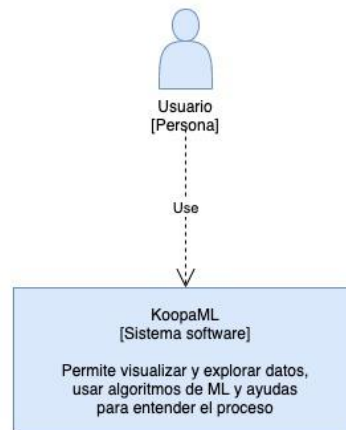 Usuario
[Persona]
Use
KoopaML
[Sistema software]
Permite visualizar y explorar datos,
usar algoritmos de ML y ayudas
para entender el proceso